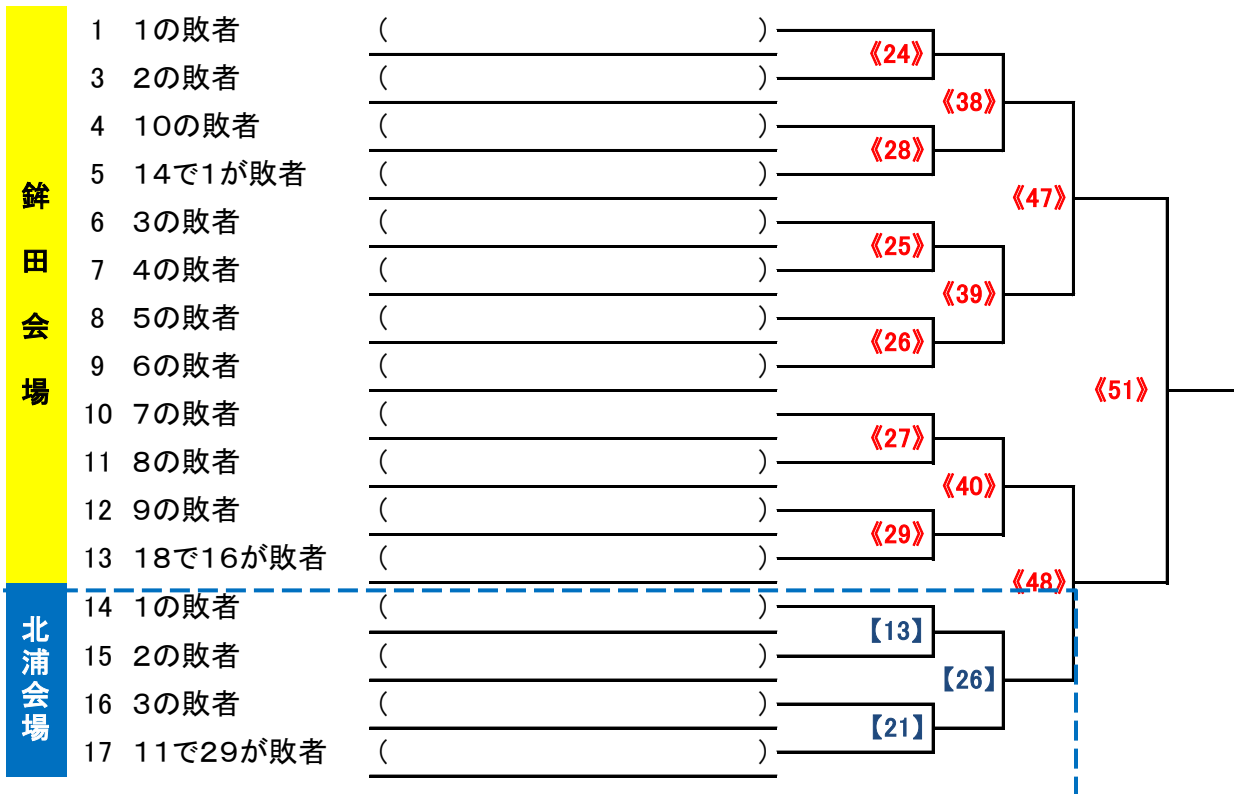 鉾田会場
1 1の敗者 ( )
3 2の敗者 ( )
4 10の敗者 ( )
5 14で1が敗者 ( )
6 3の敗者 ( )
7 4の敗者 ( )
8 5の敗者 ( )
9 6の敗者 ( )
10 7の敗者 (
11 8の敗者 ( )
12 9の敗者 ( )
13 18で16が敗者 ( )
北浦会場
14 1の敗者 ( )
15 2の敗者 ( )
16 3の敗者 ( )
17 11で29が敗者 ( )
《24》
《38》
《28》
《47》
《25》
《39》
《26》
《51》
《27》
《40》
《29》
《48》
【13】
【26】
【21】